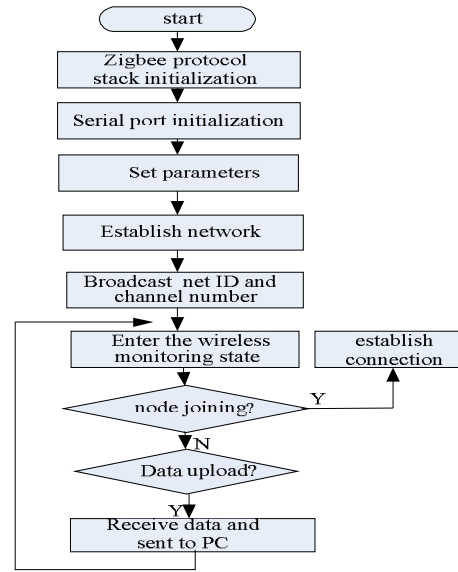 start
Zigbee protocol
stack initialization
Serial port initialization
Set parameters
Establish network
Broadcast net ID and
channel number
Enter the wireless
monitoring state
establish
connection
node joining?
Y
N
Data upload?
Y
Receive data and
sent to PC